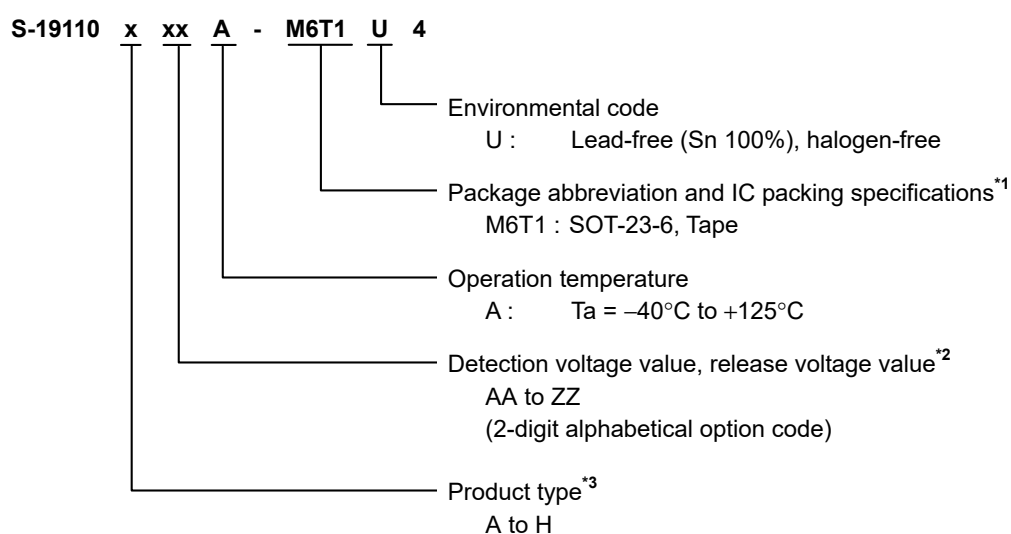 S-19110 x xx A - M6T1 U 4
Environmental code
U : Lead-free (Sn 100%), halogen-free
Package abbreviation and IC packing specifications*1
M6T1 : SOT-23-6, Tape
Operation temperature
A : Ta = −40°C to +125°C
Detection voltage value, release voltage value*2
AA to ZZ
(2-digit alphabetical option code)
Product type*3
A to H